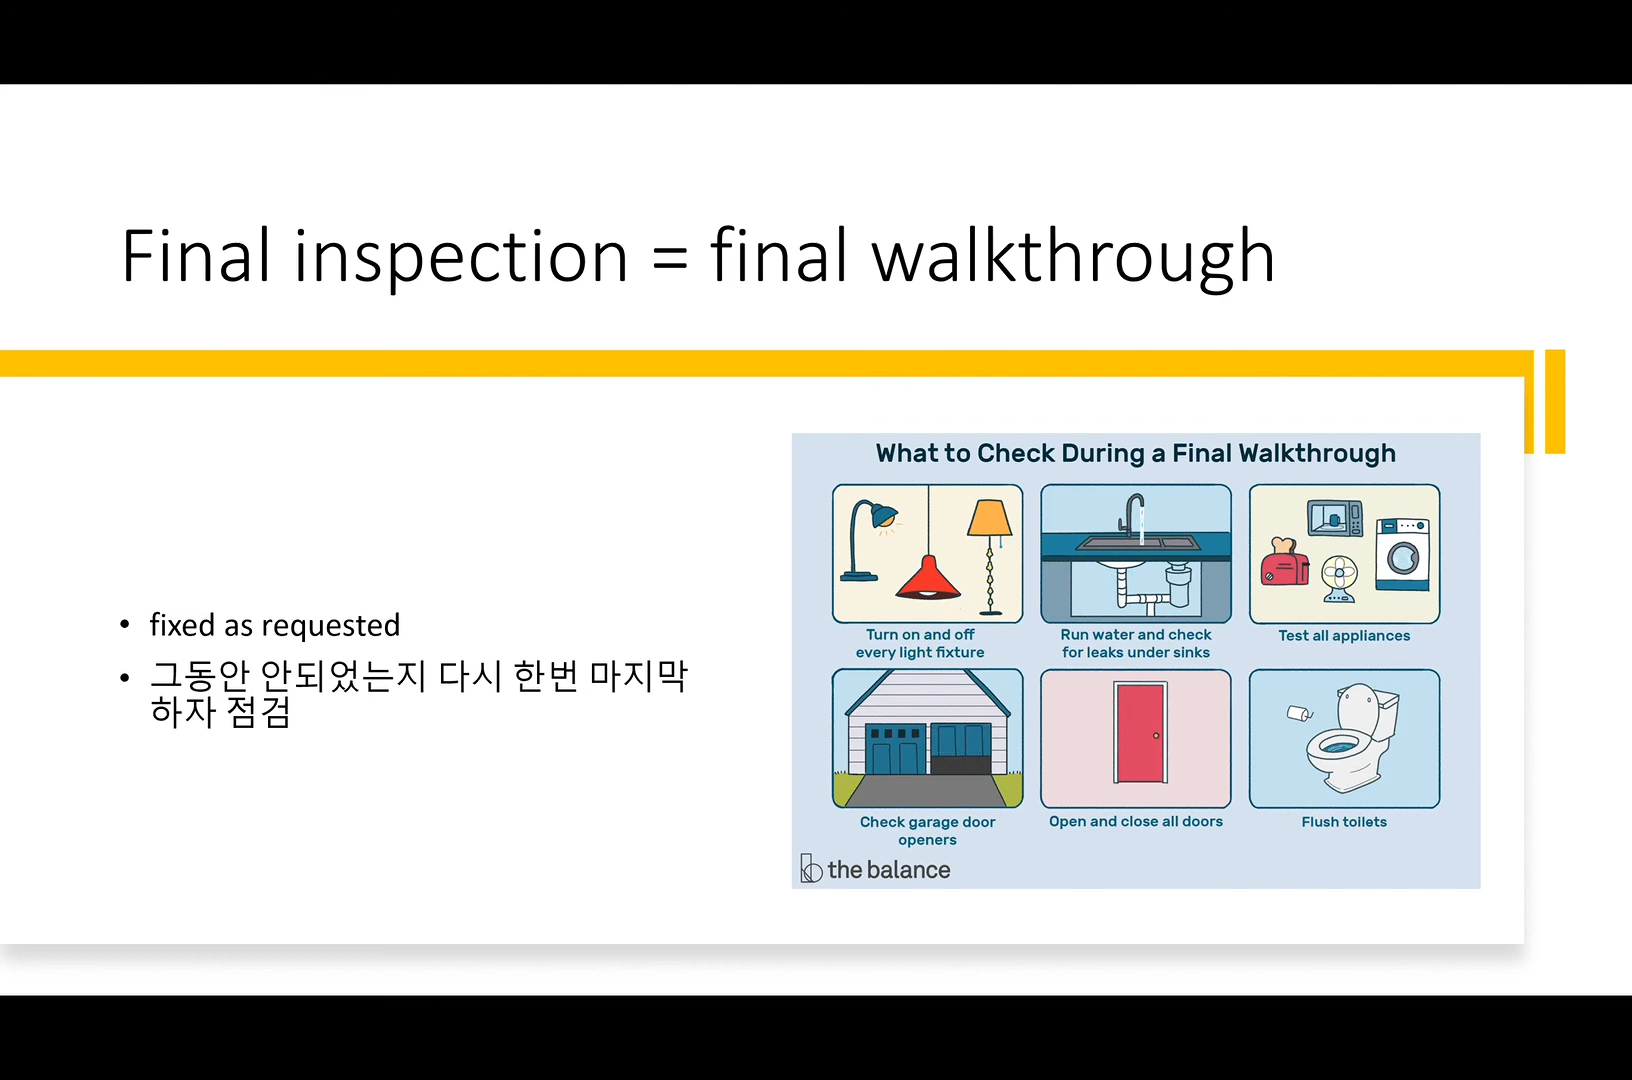 Final inspection = final walkthrough
• fixed as requested
• 그동안 안되었는지 다시 한번 마지막
하자 점검
What to Check During a Final Walkthrough
Turn on and off
every light fixture
Run water and check
for leaks under sinks
Test all appliances
Check garage door
openers
Open and close all doors
Flush toilets
the balance